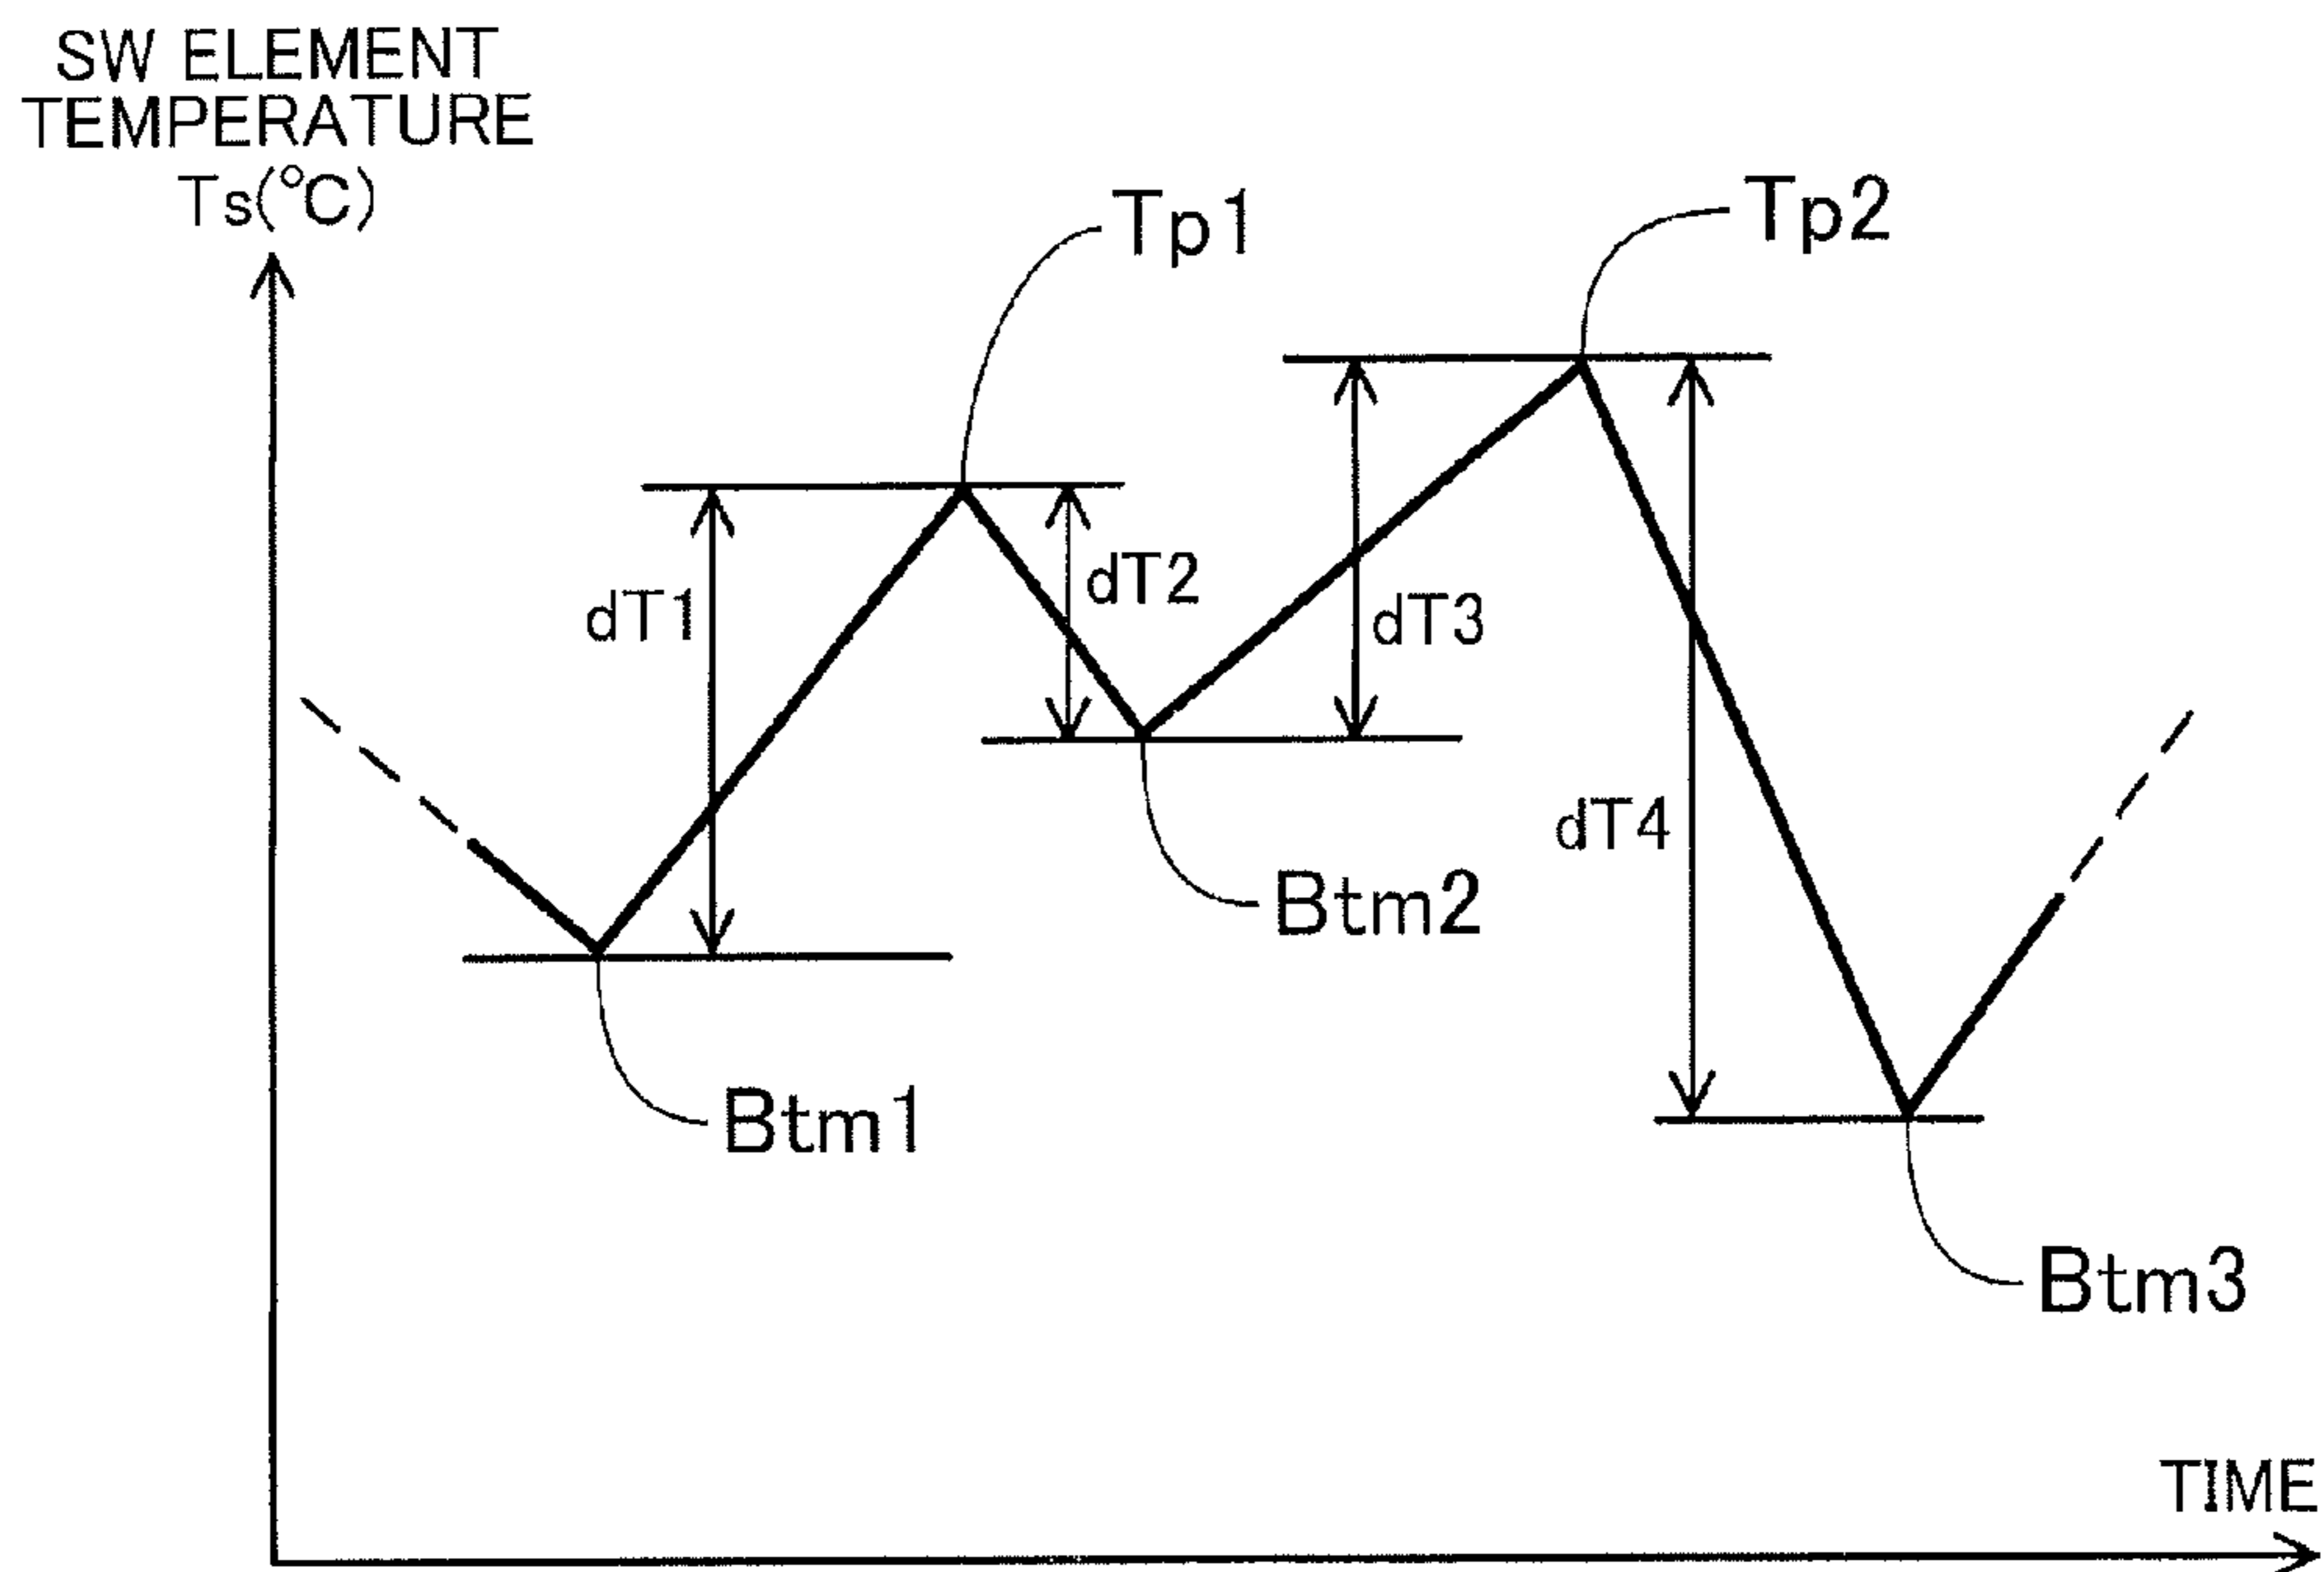 SW ELEMENT
TEMPERATURE
Ts(°C)
Tp1
Tp2
dT1
dT2
dT3
dT4
Btm1
Btm2
Btm3
TIME